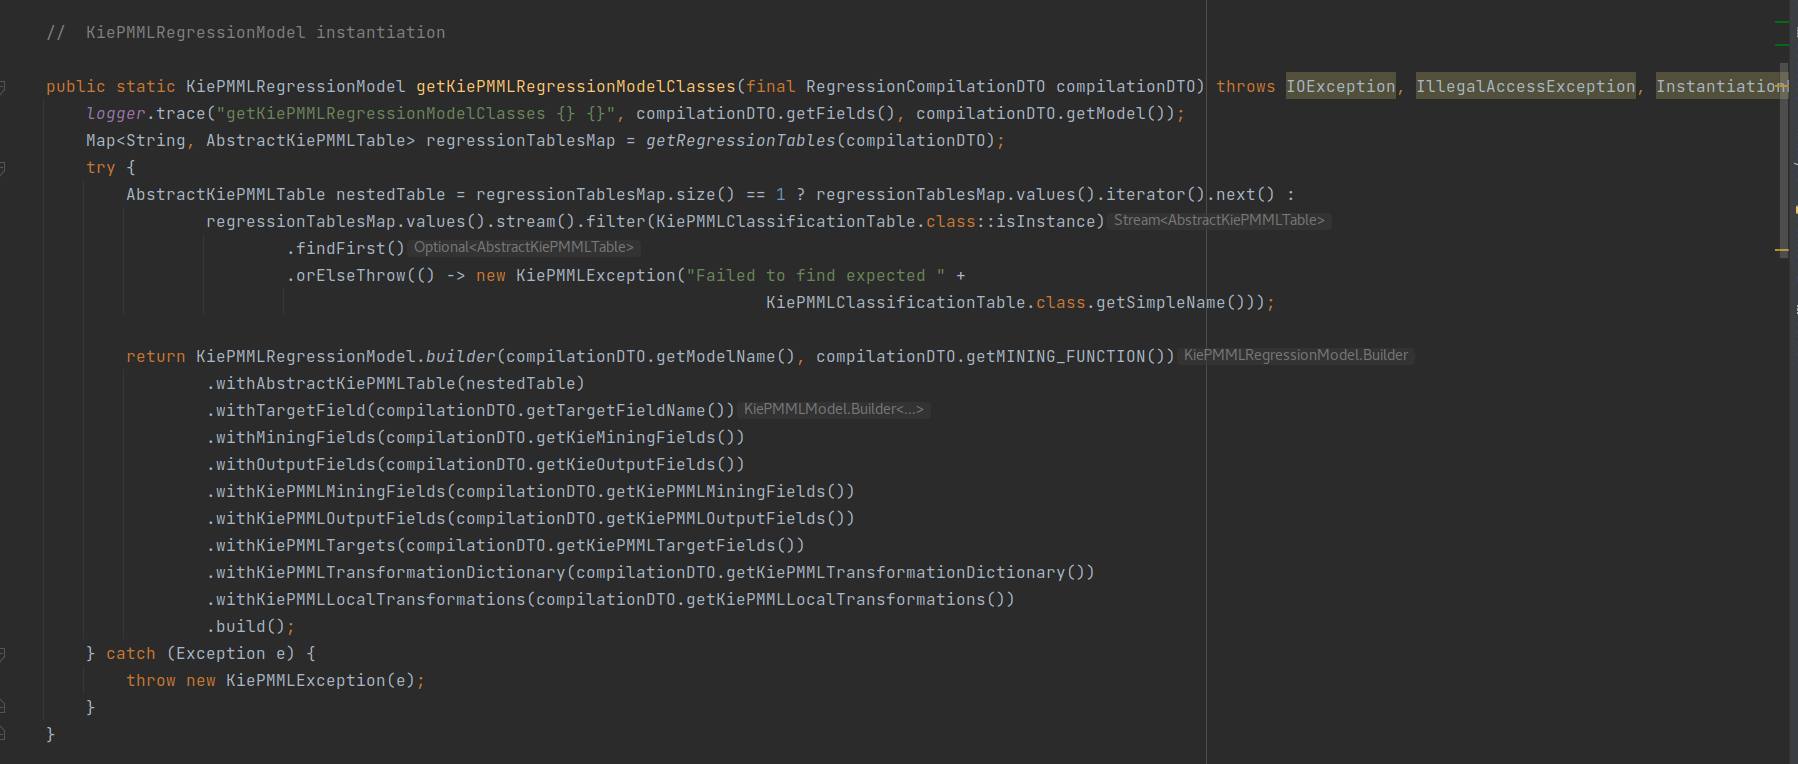 //  KiePMMLRegressionModel instantiation
public static KiePMMLRegressionModel getKiePMMLRegressionModelClasses(final RegressionCompilationDTO compilationDTO) throws IOException, IllegalAccessException, Instantiation
logger.trace("getKiePMMLRegressionModelClasses {} {}", compilationDTO.getFields(), compilationDTO.getModel());
Map<String, AbstractKiePMMLTable> regressionTablesMap = getRegressionTables(compilationDTO);
try {
AbstractKiePMMLTable nestedTable = regressionTablesMap.size() == 1 ? regressionTablesMap.values().iterator().next() :
regressionTablesMap.values().stream().filter(KiePMMLClassificationTable.class::isInstance) Stream<AbstractKiePMMLTable>
.findFirst() Optional<AbstractKiePMMLTable>
.orElseThrow(() -> new KiePMMLException("Failed to find expected " +
KiePMMLClassificationTable.class.getSimpleName()));
return KiePMMLRegressionModel.builder(compilationDTO.getModelName(), compilationDTO.getMINING_FUNCTION()) KiePMMLRegressionModel.Builder
.withAbstractKiePMMLTable(nestedTable)
.withTargetField(compilationDTO.getTargetFieldName()) KiePMMLModel.Builder<...>
.withMiningFields(compilationDTO.getKieMiningFields())
.withOutputFields(compilationDTO.getKieOutputFields())
.withKiePMMLMiningFields(compilationDTO.getKiePMMLMiningFields())
.withKiePMMLOutputFields(compilationDTO.getKiePMMLOutputFields())
.withKiePMMLTargets(compilationDTO.getKiePMMLTargetFields())
.withKiePMMLTransformationDictionary(compilationDTO.getKiePMMLTransformationDictionary())
.withKiePMMLLocalTransformations(compilationDTO.getKiePMMLLocalTransformations())
.build();
} catch (Exception e) {
throw new KiePMMLException(e);
}
}